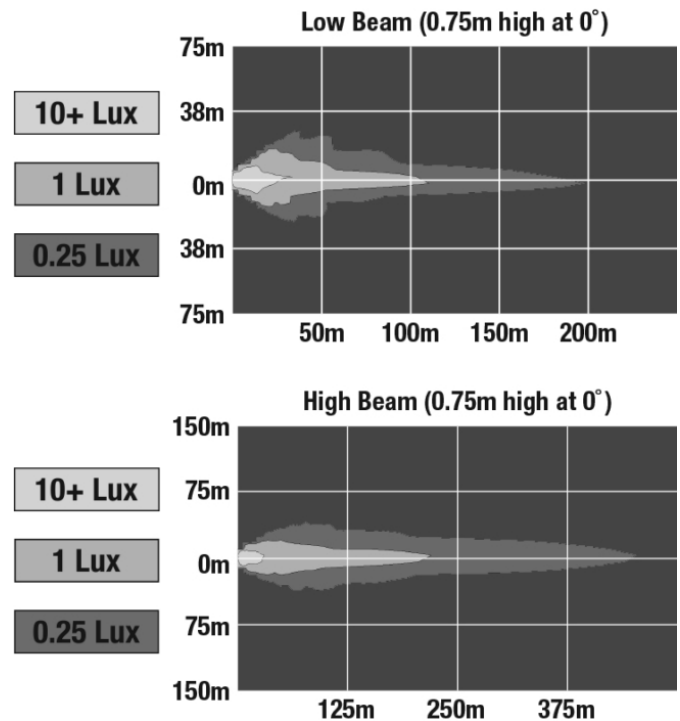 Low Beam (0.75m high at 0°)
75m
38m
0m
38m
75m
10+ Lux
1 Lux
0.25 Lux
50m 100m 150m 200m
High Beam (0.75m high at 0°)
150m
75m
0m
75m
150m
10+ Lux
1 Lux
0.25 Lux
125m 250m 375m